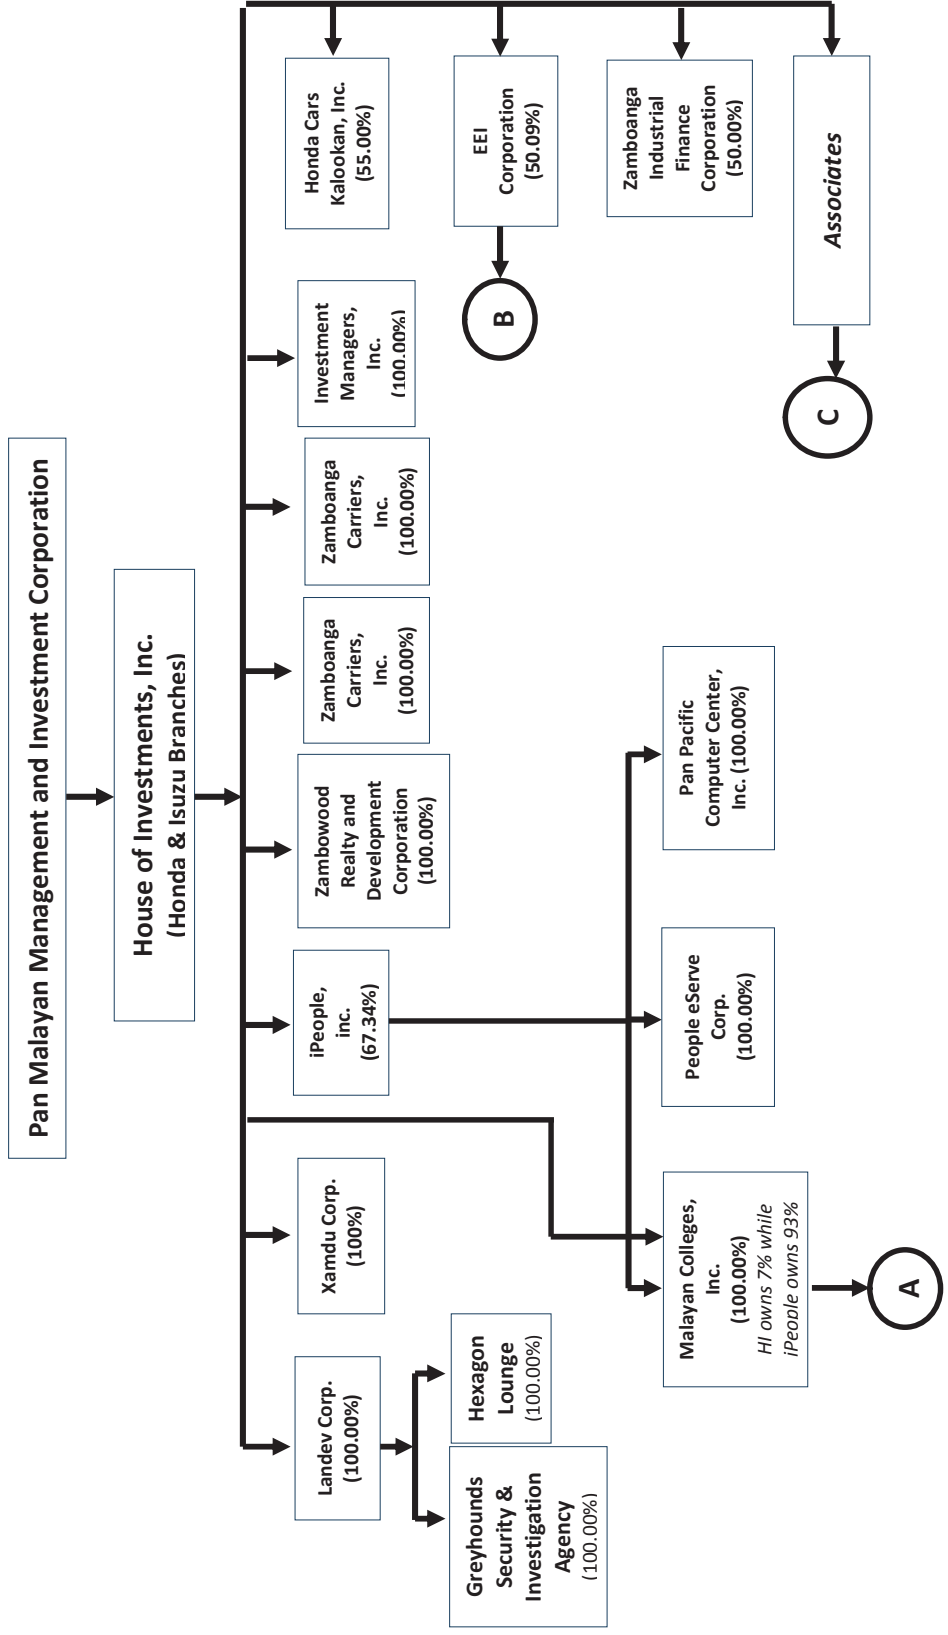 Pan Malayan Management and Investment Corporation
House of Investments, Inc.
(Honda & Isuzu Branches)
Landev Corp.
(100.00%)
Xamdu Corp.
(100%)
iPeople,
inc.
(67.34%)
Zambowood
Realty and
Development
Corporation
(100.00%)
Zamboanga
Carriers,
Inc.
(100.00%)
Zamboanga
Carriers,
Inc.
(100.00%)
Investment
Managers,
Inc.
(100.00%)
Honda Cars
Kalookan, Inc.
(55.00%)
Greyhounds
Security &
Investigation
Agency
(100.00%)
Hexagon
Lounge
(100.00%)
B
EEI
Corporation
(50.09%)
Zamboanga
Industrial
Finance
Corporation
(50.00%)
Malayan Colleges,
Inc.
(100.00%)
HI owns 7% while
iPeople owns 93%
People eServe
Corp.
(100.00%)
Pan Pacific
Computer Center,
Inc. (100.00%)
C
Associates
A